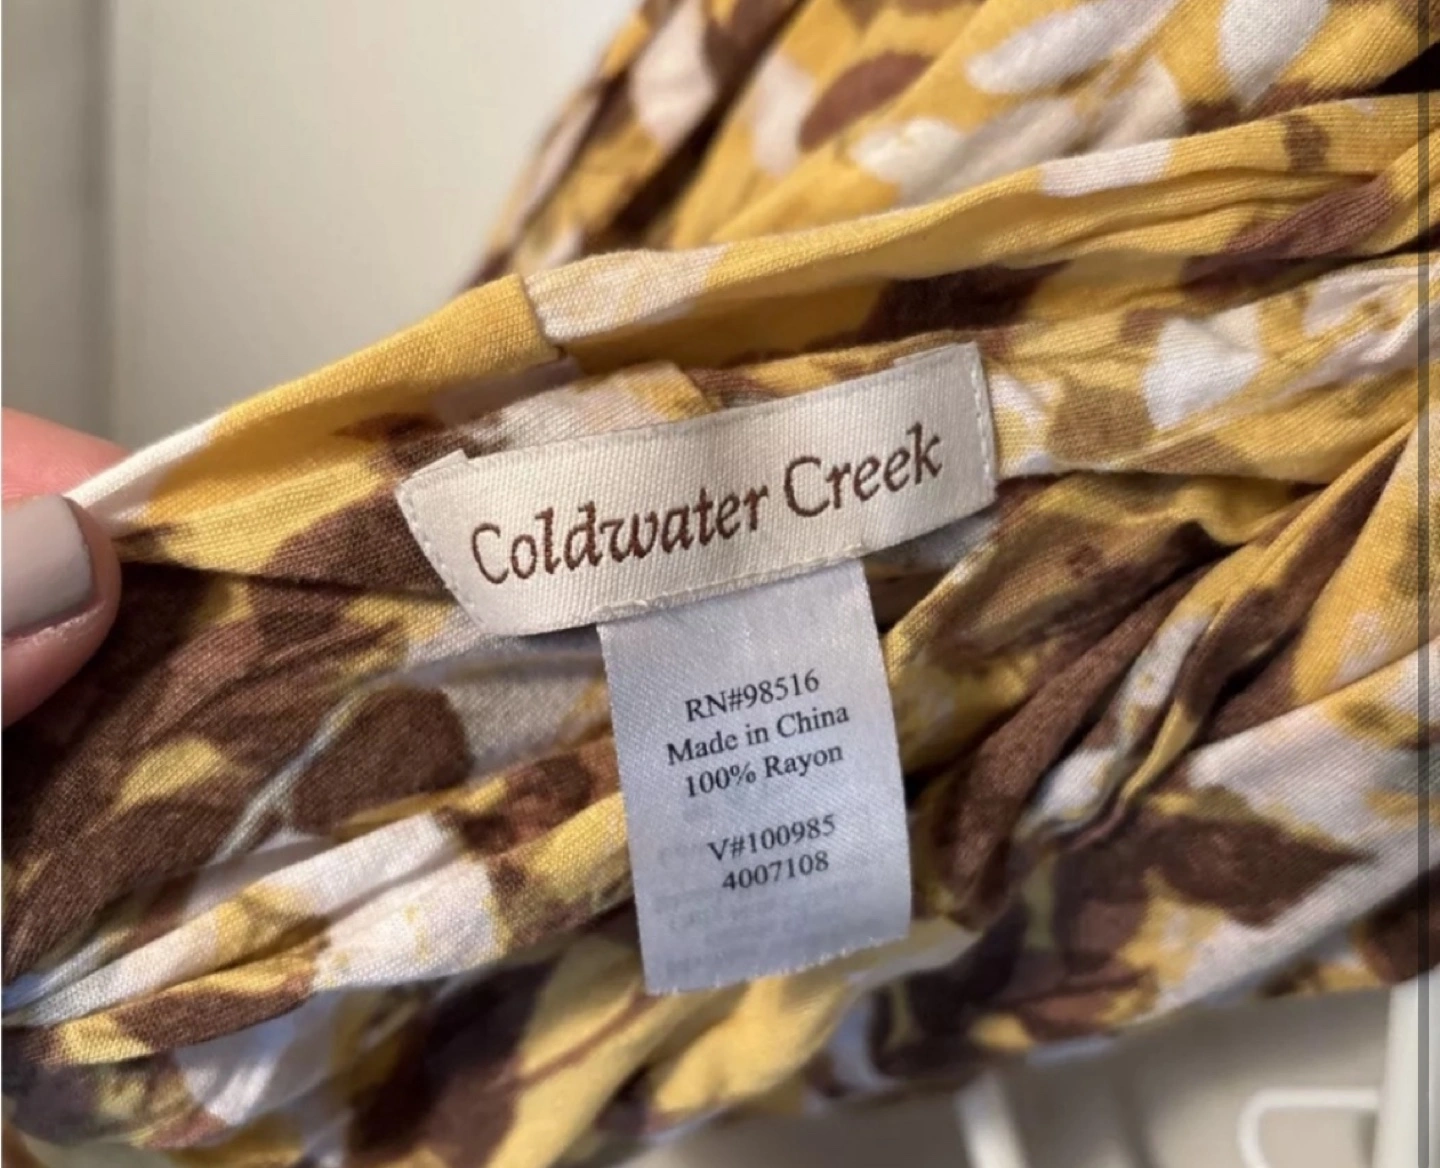 Coldwater Creek
RN#98516
Made in China
100% Rayon
V#100985
4007108